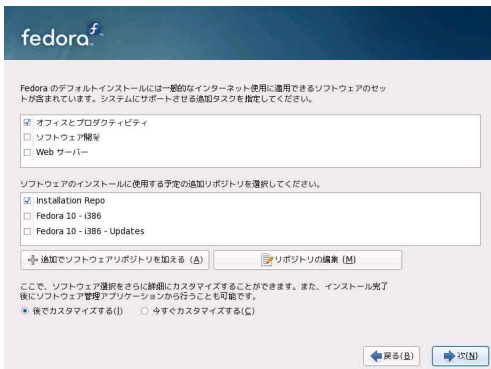 fedora
Fedora のデフォルトインストールには一般的なインターネット使用に適用できるソフトウェアのセッ
トが含まれています。システムにサポートさせる追加タスクを指定してください。
オフィスとプロダクティビティ
ソフトウェア開発
Web サーバー
ソフトウェアのインストールに使用する予定の追加リポジトリを選択してください。
Installation Repo
Fedora 10 - i386
Fedora 10 - i386 - Updates
追加でソフトウェアリポジトリを加える (A)
リポジトリの編集 (M)
ここで、ソフトウェア選択をさらに詳細にカスタマイズすることができます。また、インストール完了
後にソフトウェア管理アプリケーションから行うことも可能です。
後でカスタマイズする(l)
今すぐカスタマイズする(C)
戻る(B)
次(N)